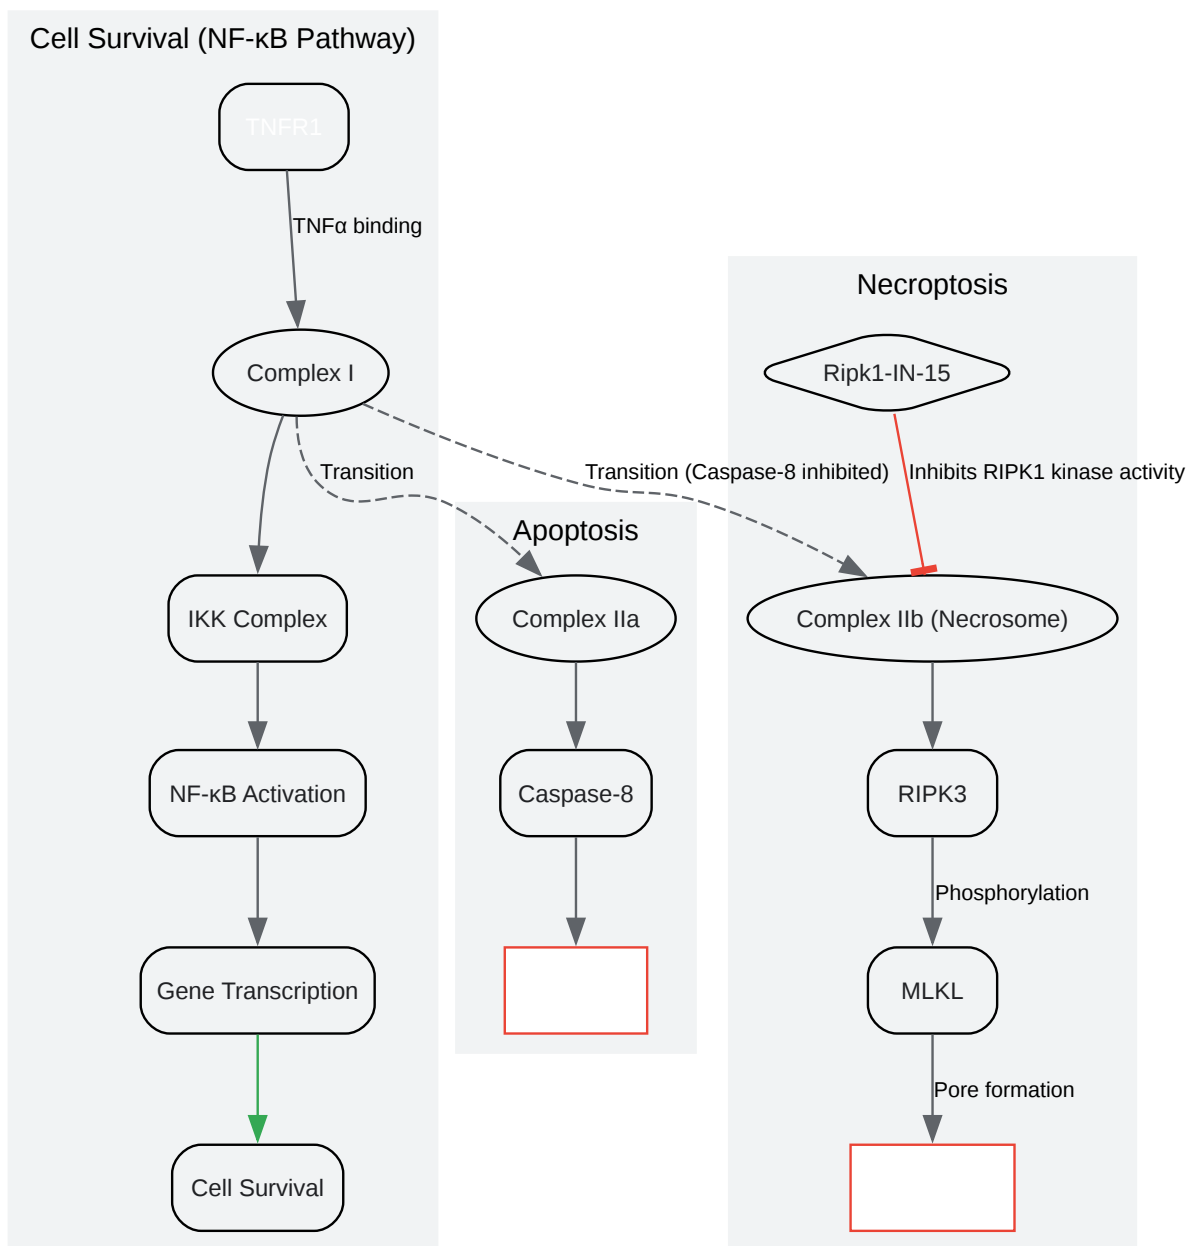 Cell Survival (NF-κB Pathway)
TNFR1
TNFα binding
Necroptosis
Complex I
Ripk1-IN-15
Transition
Transition (Caspase-8 inhibited)
Inhibits RIPK1 kinase activity
Apoptosis
IKK Complex
Complex IIa
Complex IIb (Necrosome)
NF-κB Activation
Caspase-8
RIPK3
Phosphorylation
Gene Transcription
MLKL
Pore formation
Cell Survival